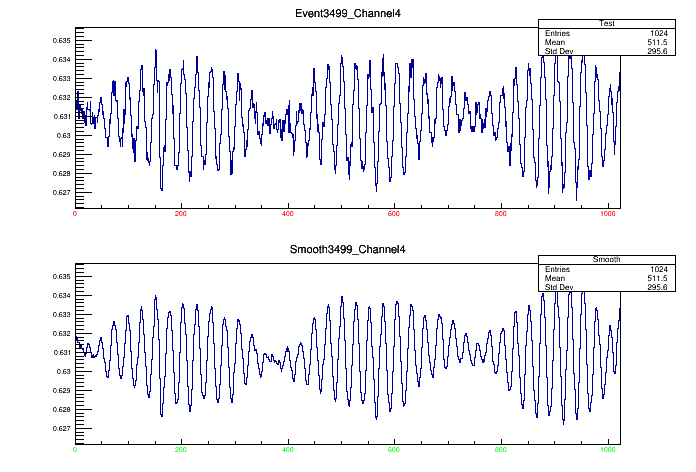 Event3499_Channel4
Test
Entries 1024
Mean 511.5
Std Dev 295.6
0.635
0.634
0.633
0.632
0.631
0.63
0.629
0.628
0.627
0 200 400 600 800 1000
Smooth3499_Channel4
Smooth
Entries 1024
Mean 511.5
Std Dev 295.6
0.635
0.634
0.633
0.632
0.631
0.63
0.629
0.628
0.627
0 200 400 600 800 1000